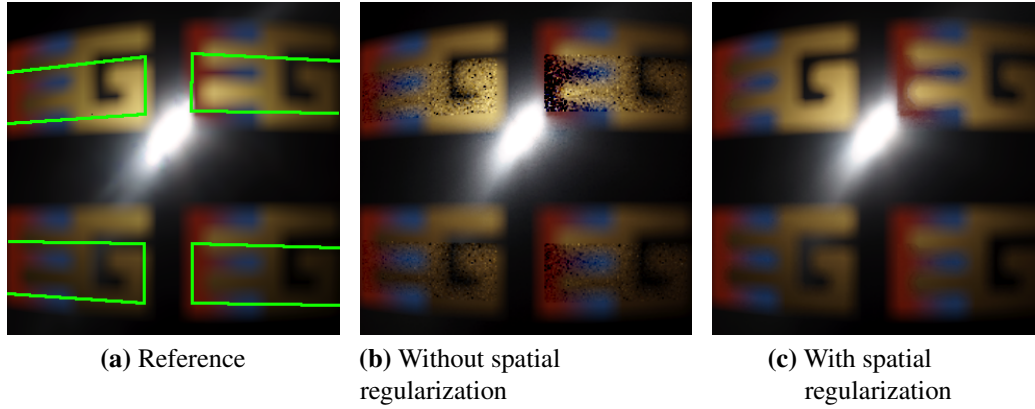 (a) Reference
(b) Without spatial
regularization
(c) With spatial
regularization